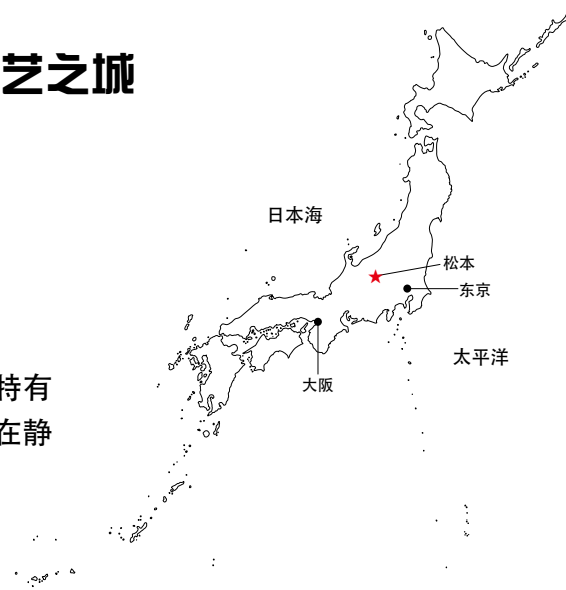 艺之城
日本海
松本
东京
太平洋
大阪
特有
在静